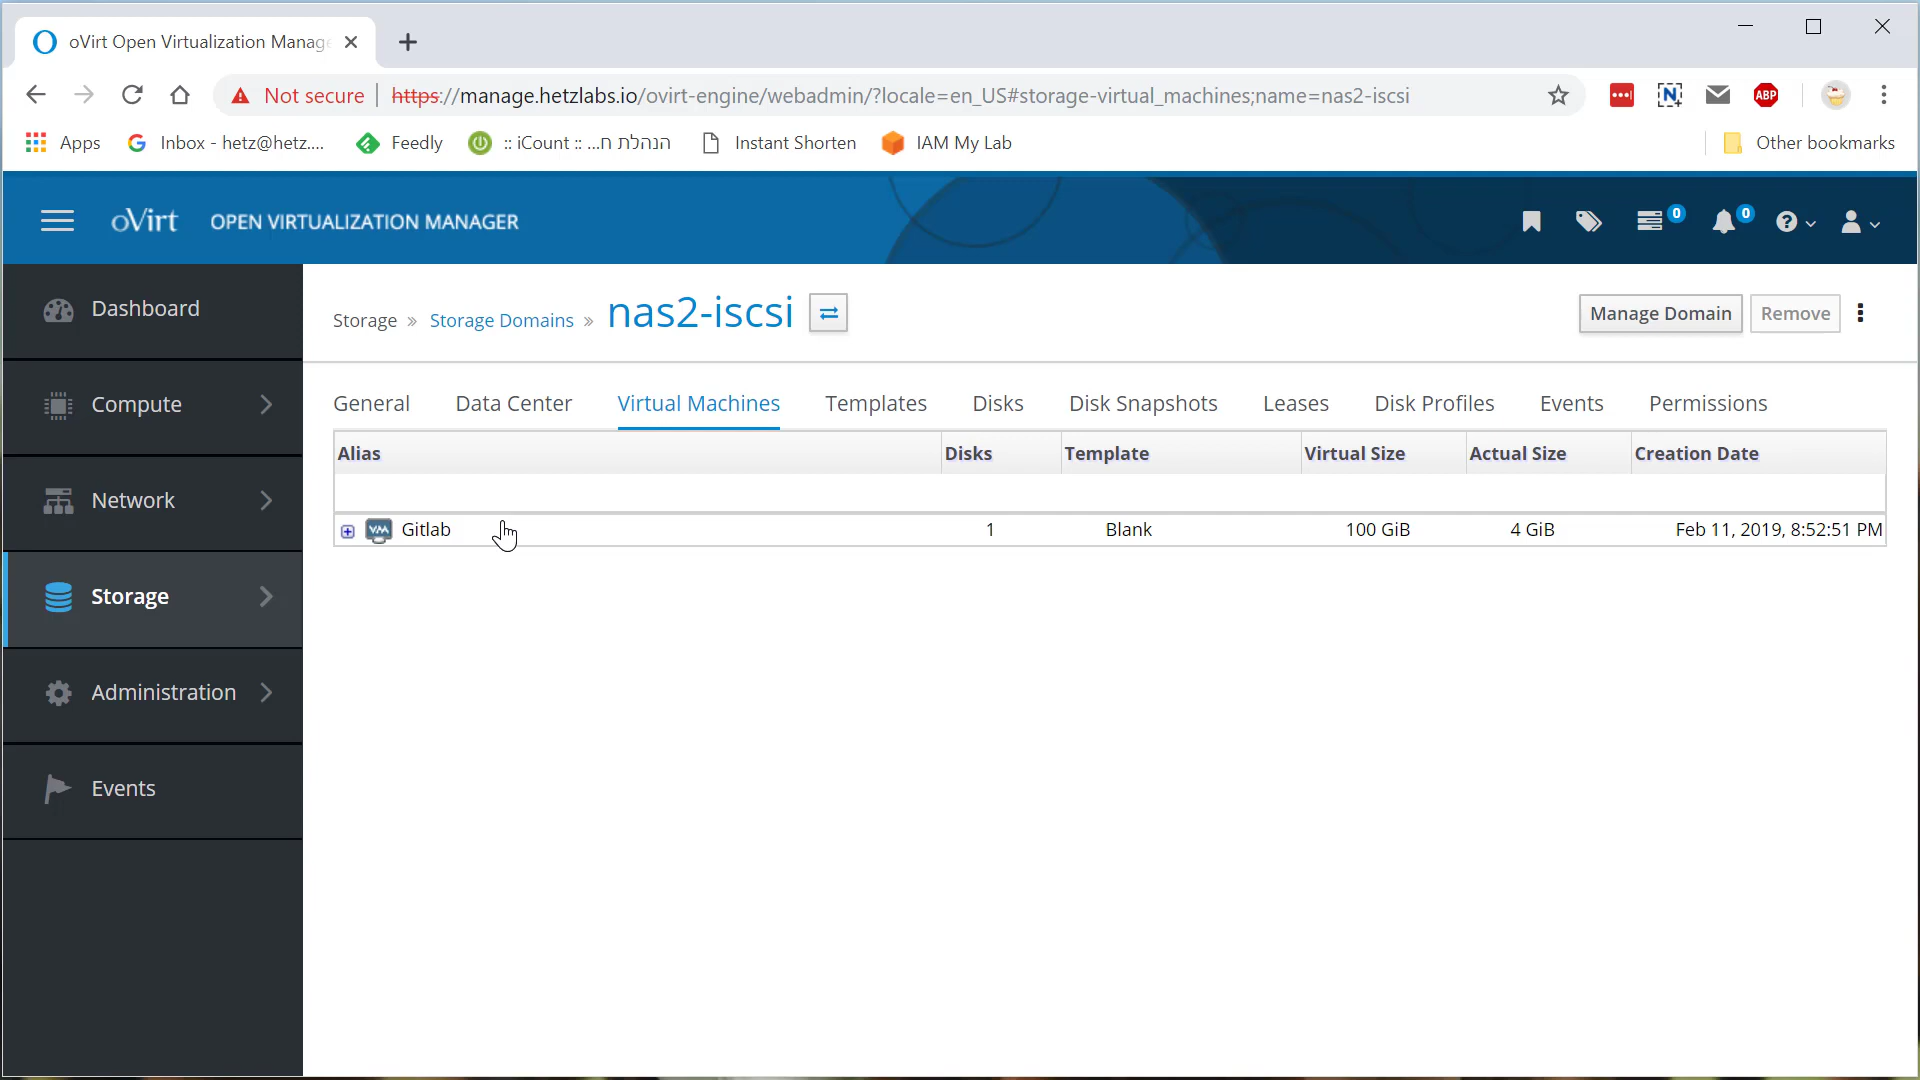 oVirt Open Virtualization Manage
Not secure | https://manage.hetzlabs.io/ovirt-engine/webadmin/?locale=en_US#storage-virtual_machines;name=nas2-iscsi
ABP
Apps
Inbox - hetz@hetz....
Feedly
:: iCount :: ...הנהלת ח
Instant Shorten
IAM My Lab
Other bookmarks
oVirt OPEN VIRTUALIZATION MANAGER
0
0
Dashboard
Compute
Network
Storage
Administration
Events
Storage » Storage Domains » nas2-iscsi
Manage Domain
Remove
General
Data Center
Virtual Machines
Templates
Disks
Disk Snapshots
Leases
Disk Profiles
Events
Permissions
Alias Disks Template Virtual Size Actual Size Creation Date
VM Gitlab 1 Blank 100 GiB 4 GiB Feb 11, 2019, 8:52:51 PM